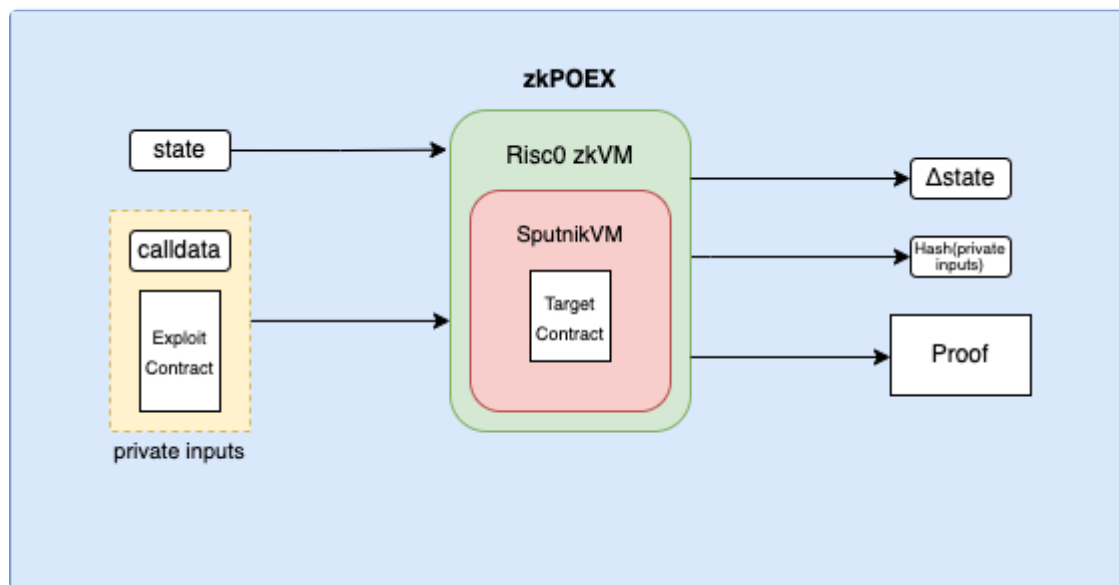 zkPOEX
state
calldata
Exploit
Contract
private inputs
Risc0 zkVM
SputnikVM
Target
Contract
Δstate
Hash(private
inputs)
Proof